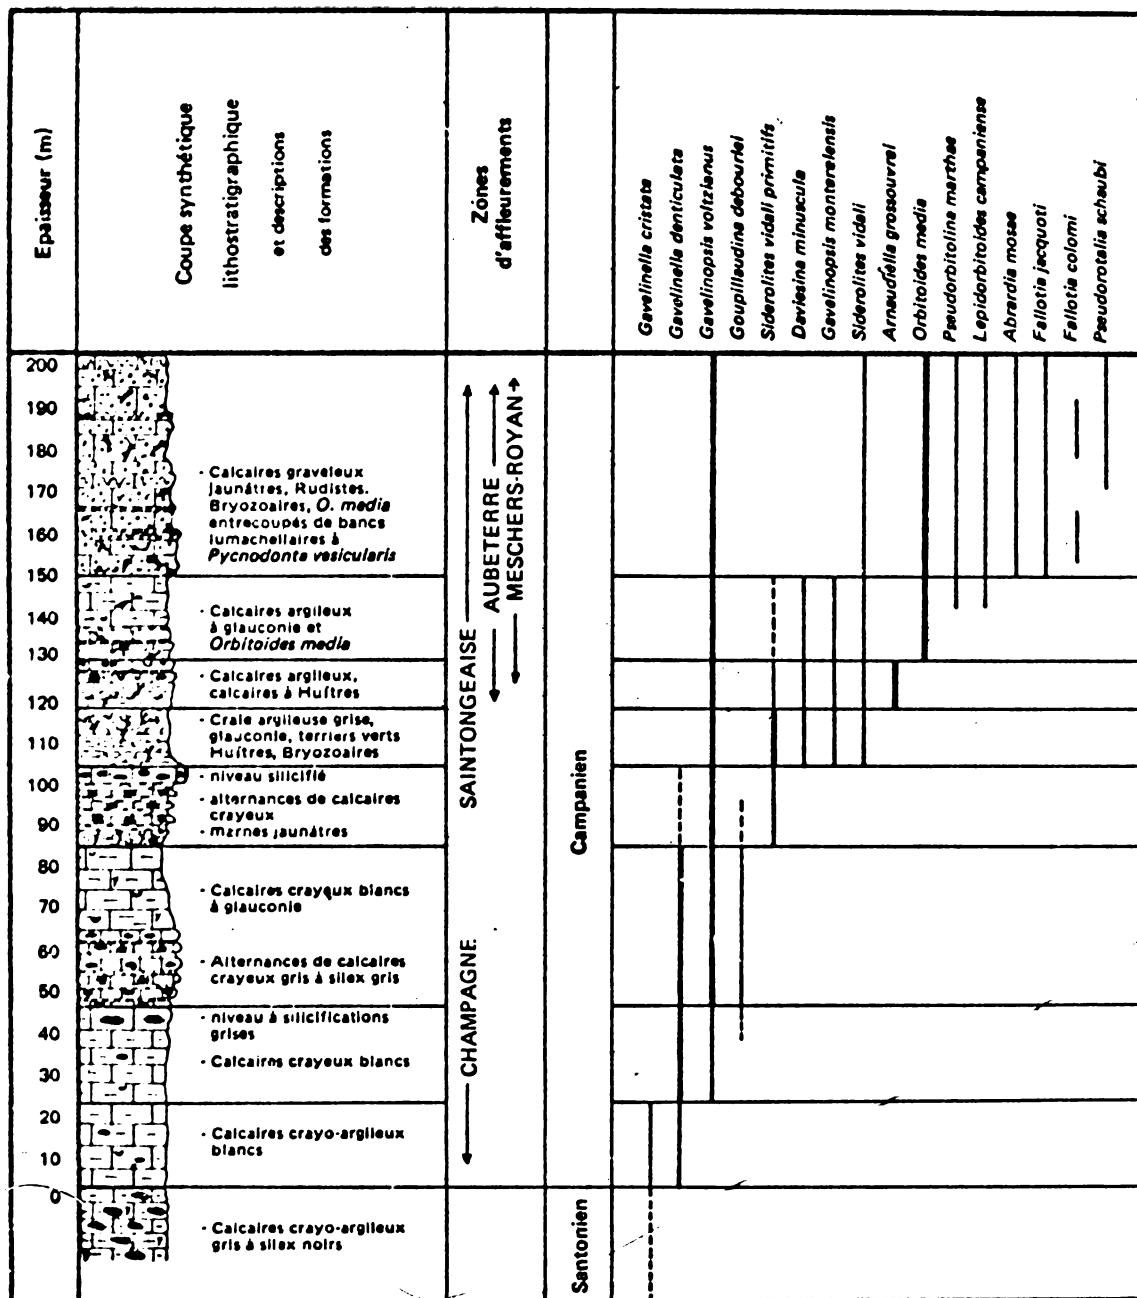 Epaisseur (m)
Coupe synthétique
lithostratigraphique
et descriptions
des formations
Zones
d'affleurements
Gavelinella cristata
Gavelinella denticulata
Gavelinopsis voltzianus
Goupillaudina debouriei
Siderolites vidali primitifs
Daviesina minuscula
Gavelinopsis monterelensis
Siderolites vidali
Arnaudiella grossouvrei
Orbitoides media
Pseudorbitolina marthae
Lepidorbitoides campaniense
Abrardia mosae
Fallotia jacquoti
Fallotia colomi
Pseudorotalia schaubi
200
190
180
170
160
150
140
130
120
110
100
90
80
70
60
50
40
30
20
10
0
- Calcaires graveleux
jaunâtres, Rudistes,
Bryozoaires, O. media
entrecoupés de bancs
lumachellaires à
Pycnodonta vesicularis
- Calcaires argileux
à glauconie et
Orbitoides media
- Calcaires argileux,
calcaires à Huîtres
- Craie argileuse grise,
glauconie, terriers verts
Huîtres, Bryozoaires
- niveau silicifié
- alternances de calcaires
crayeux
- marnes jaunâtres
- Calcaires crayeux blancs
à glauconie
- Alternances de calcaires
crayeux gris à silex gris
- niveau à silicifications
grises
- Calcaires crayeux blancs
- Calcaires crayo-argileux
blancs
- Calcaires crayo-argileux
gris à silex noirs
CHAMPAGNE
SAINTONGEAISE
AUBETERRE
MESCHERS-ROYAN
Campanien
Santonien